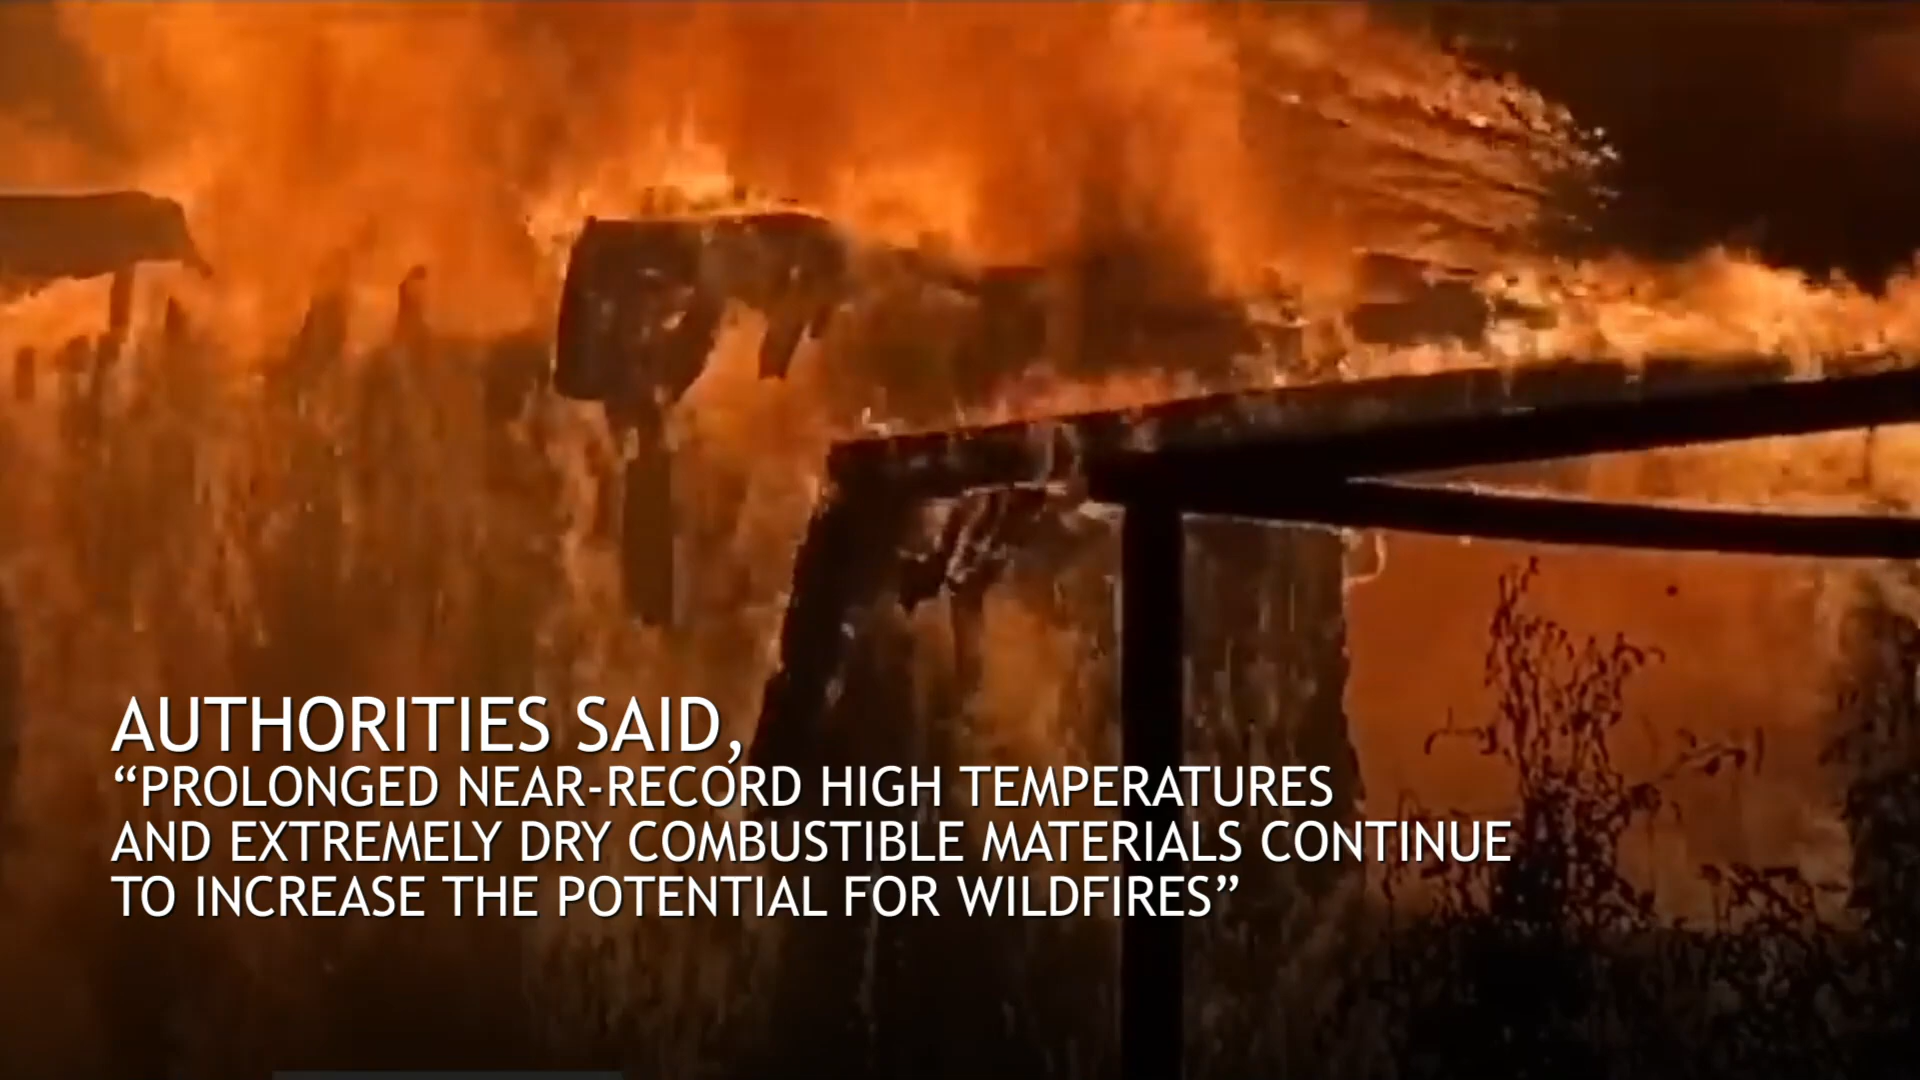 AUTHORITIES SAID,
“PROLONGED NEAR-RECORD HIGH TEMPERATURES
AND EXTREMELY DRY COMBUSTIBLE MATERIALS CONTINUE
TO INCREASE THE POTENTIAL FOR WILDFIRES”